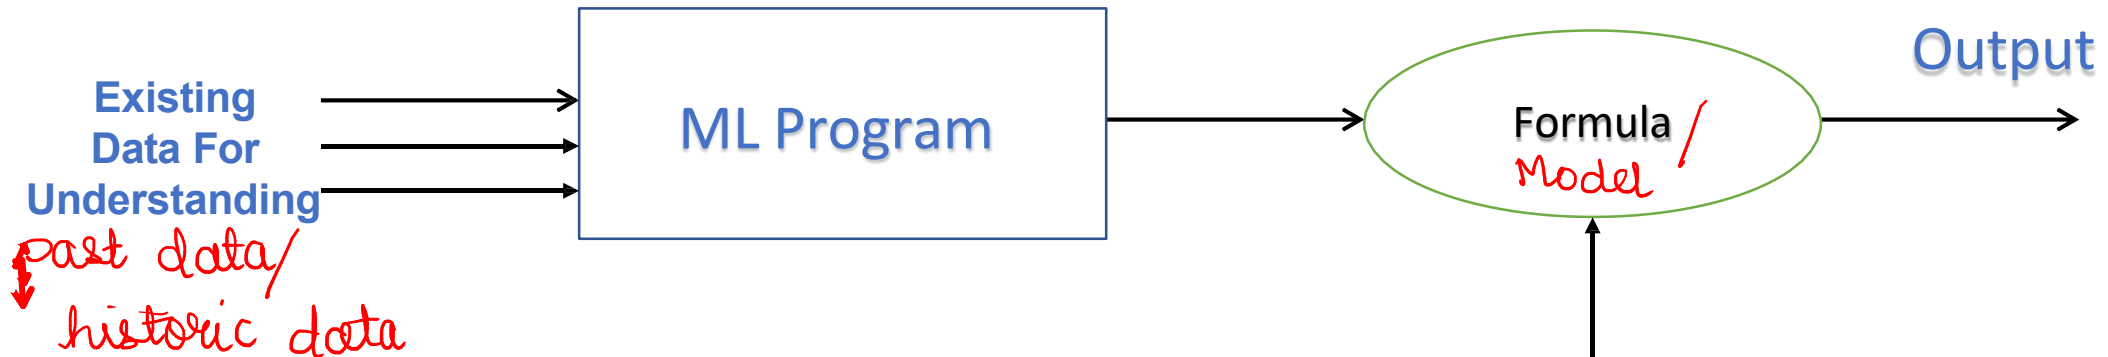 Existing
Data For
Understanding
past data/
historic data
ML Program
Formula /
Model
Output